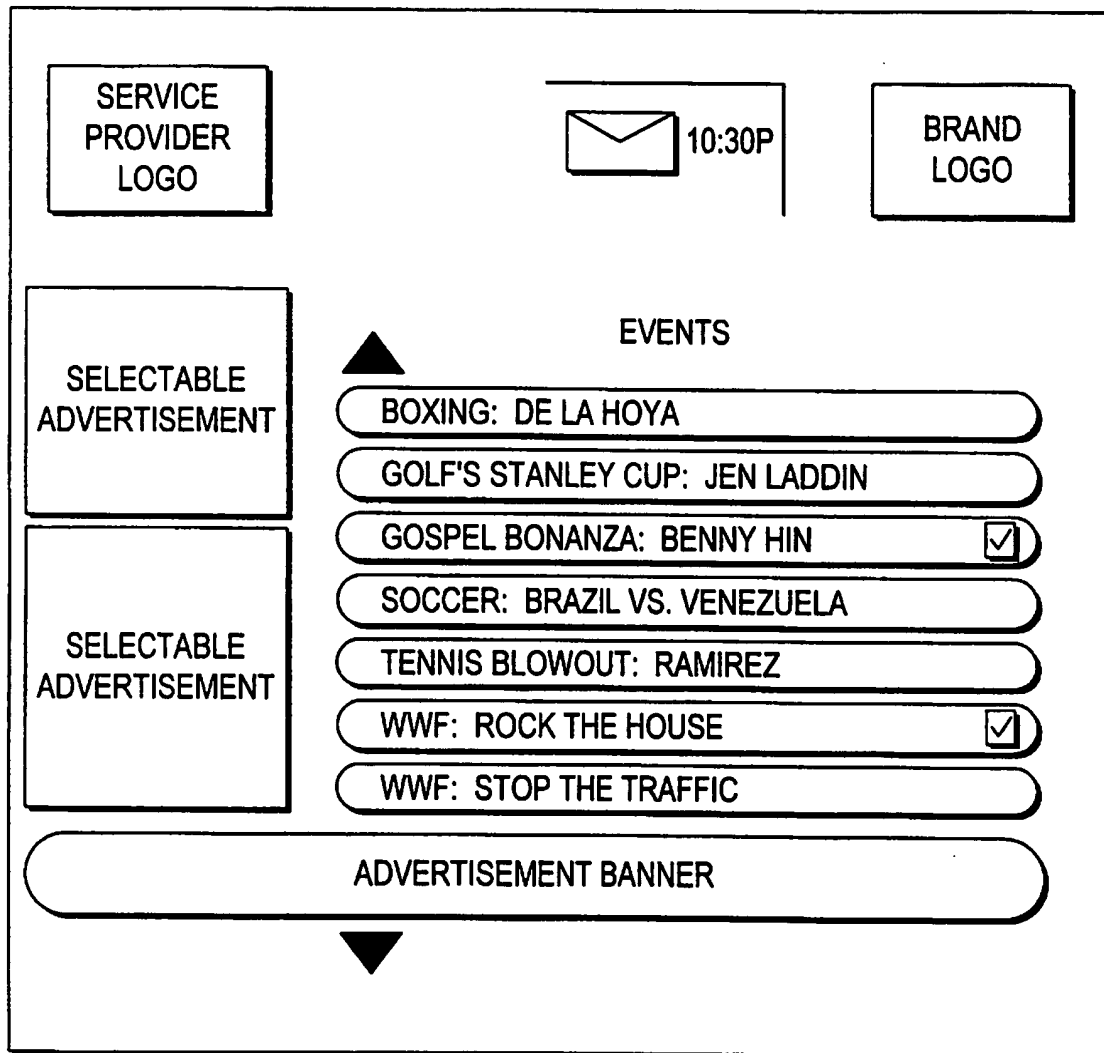 SERVICE
PROVIDER
LOGO
10:30P
BRAND
LOGO
SELECTABLE
ADVERTISEMENT
SELECTABLE
ADVERTISEMENT
EVENTS
BOXING: DE LA HOYA
GOLF'S STANLEY CUP: JEN LADDIN
GOSPEL BONANZA: BENNY HIN
SOCCER: BRAZIL VS. VENEZUELA
TENNIS BLOWOUT: RAMIREZ
WWF: ROCK THE HOUSE
WWF: STOP THE TRAFFIC
ADVERTISEMENT BANNER